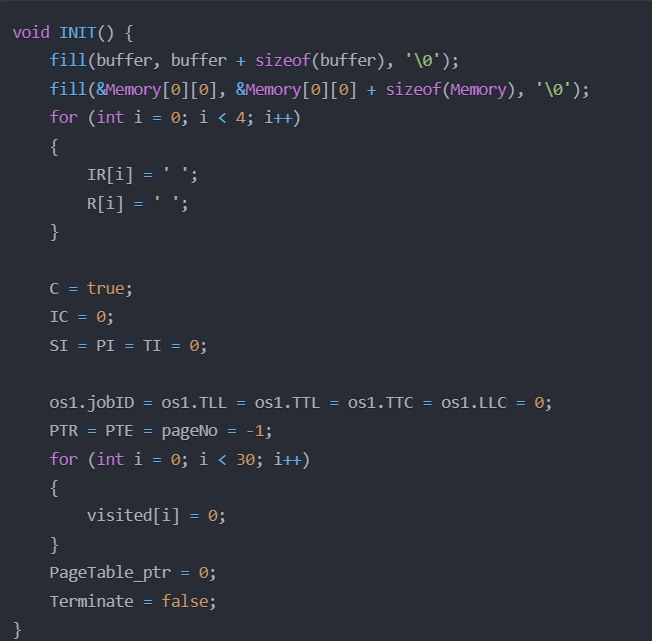 void INIT() {
    fill(buffer, buffer + sizeof(buffer), '\0');
    fill(&Memory[0][0], &Memory[0][0] + sizeof(Memory), '\0');
    for (int i = 0; i < 4; i++)
    {
        IR[i] = ' ';
        R[i] = ' ';
    }

    C = true;
    IC = 0;
    SI = PI = TI = 0;

    os1.jobID = os1.TLL = os1.TTL = os1.TTC = os1.LLC = 0;
    PTR = PTE = pageNo = -1;
    for (int i = 0; i < 30; i++)
    {
        visited[i] = 0;
    }
    PageTable_ptr = 0;
    Terminate = false;
}